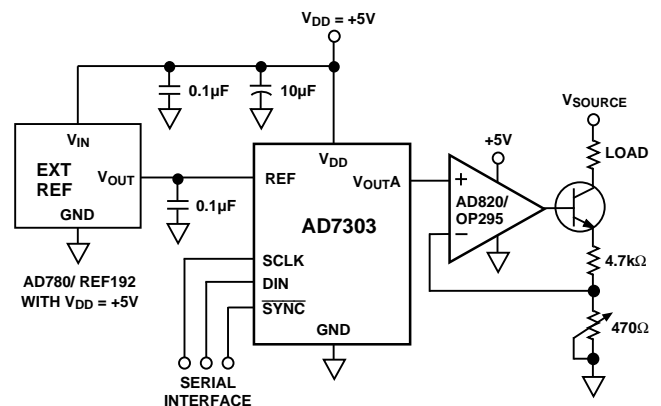 V_DD = +5V
0.1µF
10µF
V_SOURCE
LOAD
V_IN
EXT
REF
V_OUT
GND
0.1µF
AD780/ REF192
WITH V_DD = +5V
V_DD
REF
V_OUTA
AD7303
SCLK
DIN
SYNC
GND
SERIAL
INTERFACE
+5V
+
AD820/
OP295
–
4.7kΩ
470Ω